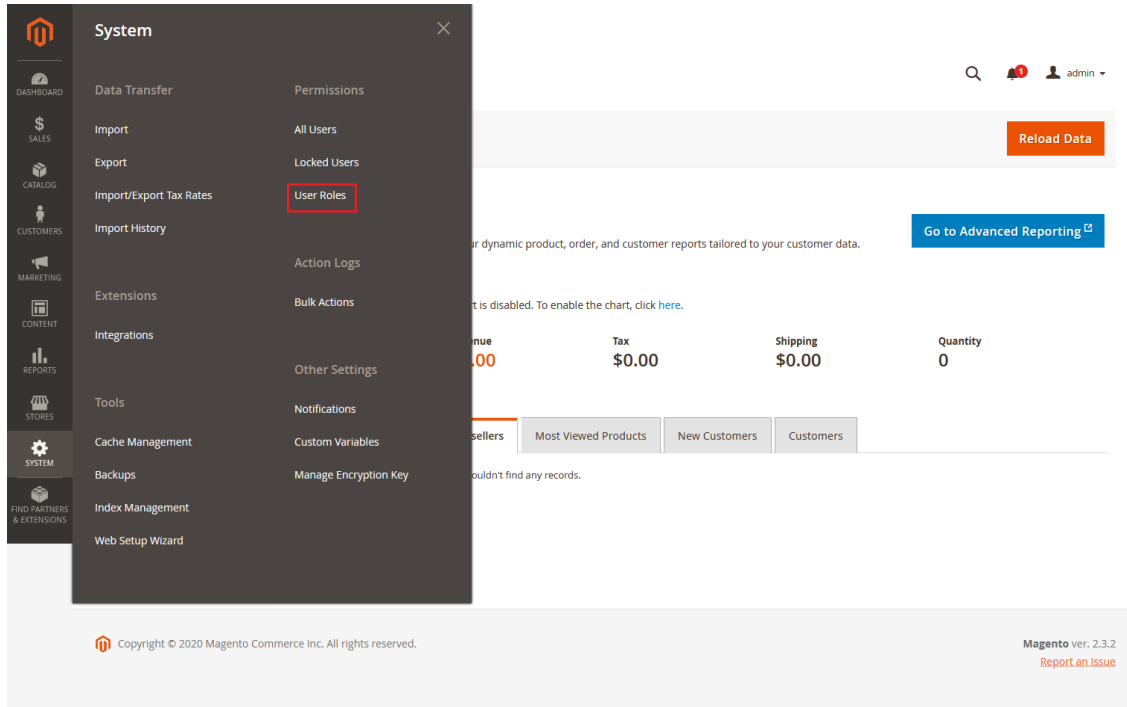 System
DASHBOARD
SALES
CATALOG
CUSTOMERS
MARKETING
CONTENT
REPORTS
STORES
SYSTEM
FIND PARTNERS
& EXTENSIONS
Data Transfer
Import
Export
Import/Export Tax Rates
Import History
Extensions
Integrations
Tools
Cache Management
Backups
Index Management
Web Setup Wizard
Permissions
All Users
Locked Users
User Roles
Action Logs
Bulk Actions
Other Settings
Notifications
Custom Variables
Manage Encryption Key
1
admin
Reload Data
dynamic product, order, and customer reports tailored to your customer data.
Go to Advanced Reporting
is disabled. To enable the chart, click here.
Tax
Shipping
Quantity
.00
$0.00
$0.00
0
sellers
Most Viewed Products
New Customers
Customers
find any records.
Copyright © 2020 Magento Commerce Inc. All rights reserved.
Magento ver. 2.3.2
Report an Issue